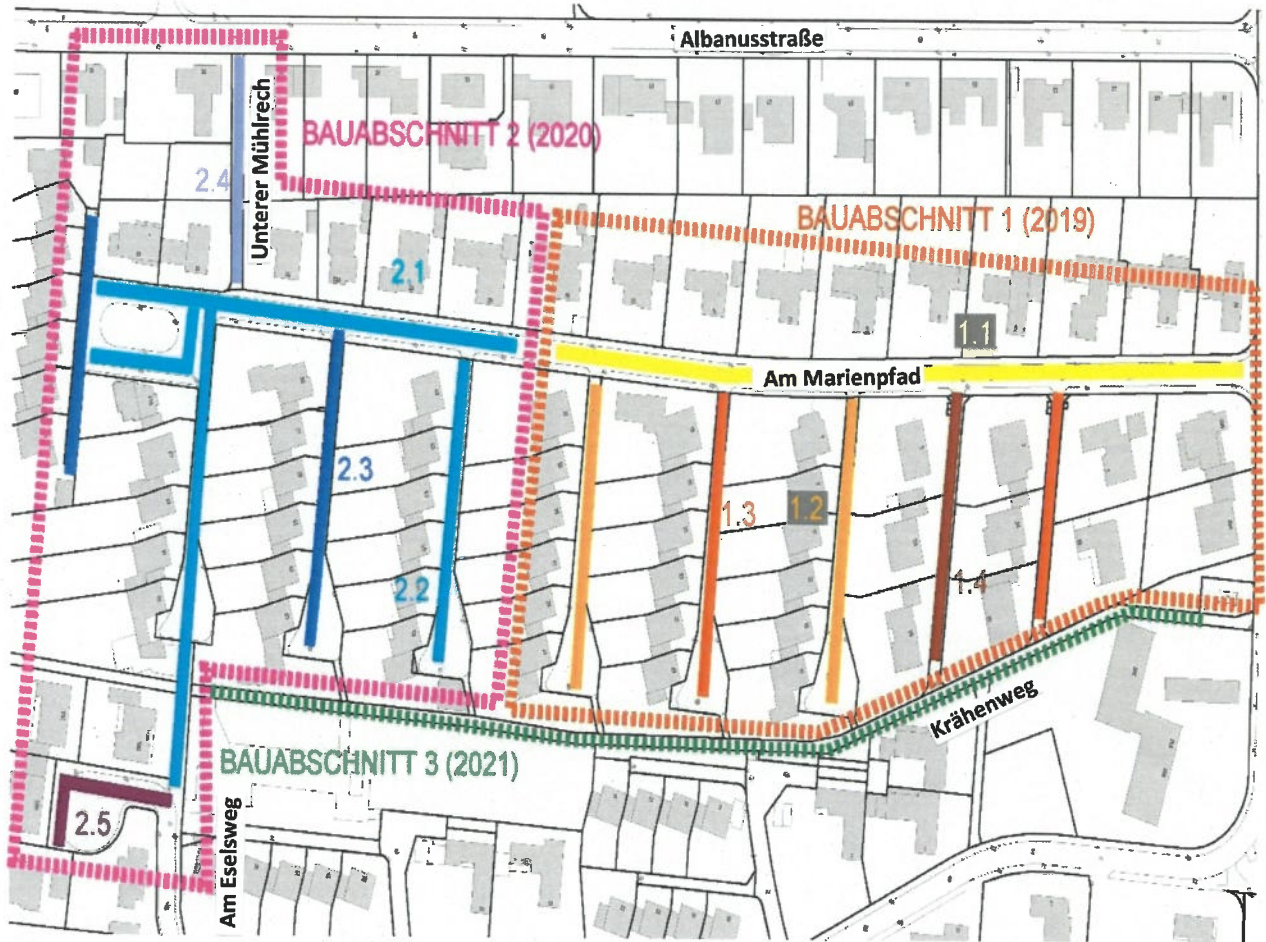 Albanusstraße
Unterer Mühlrech
BAUABSCHNITT 2 (2020)
2.4
BAUABSCHNITT 1 (2019)
2.1
1.1
Am Marienpfad
2.3
1.3
1.2
2.2
1.4
Krähenweg
BAUABSCHNITT 3 (2021)
2.5
Am Eselsweg